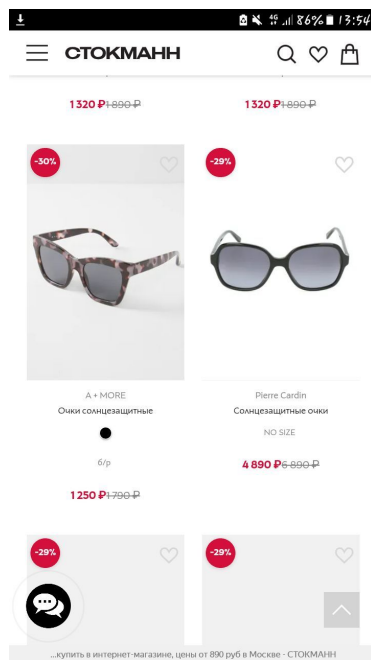 86% 13:54
СТОКМАНН
1 320 ₽ 1 890 ₽ 1 320 ₽ 1 890 ₽
-30% -29%
A + MORE Pierre Cardin
Очки солнцезащитные Солнцезащитные очки
NO SIZE
б/р
4 890 ₽ 6 890 ₽
1 250 ₽ 1 790 ₽
-29% -29%
...купить в интернет-магазине, цены от 890 руб в Москве - СТОКМАНН